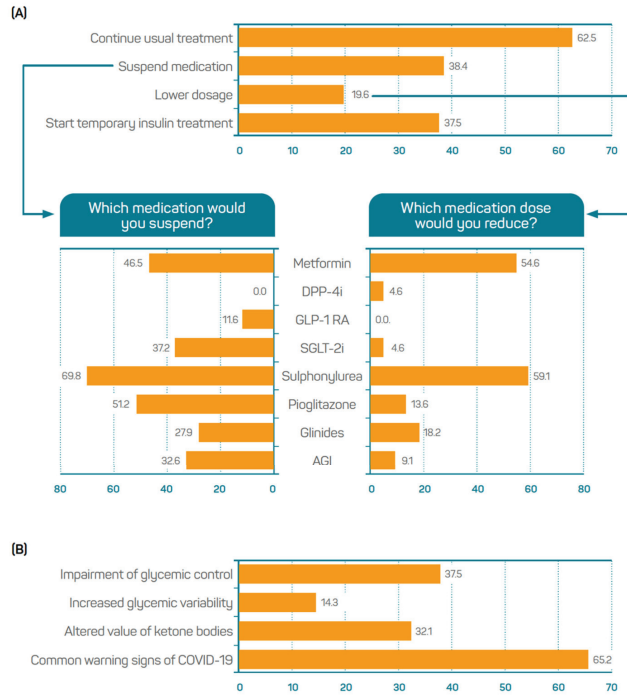 (A)
Continue usual treatment 62.5
Suspend medication 38.4
Lower dosage 19.6
Start temporary insulin treatment 37.5
0 10 20 30 40 50 60 70
Which medication would
you suspend?
Which medication dose
would you reduce?
46.5 Metformin 54.6
0.0 DPP-4i 4.6
11.6 GLP-1 RA 0.0.
37.2 SGLT-2i 4.6
69.8 Sulphonylurea 59.1
51.2 Pioglitazone 13.6
27.9 Glinides 18.2
32.6 AGI 9.1
80 60 40 20 0 0 20 40 60 80
(B)
Impairment of glycemic control 37.5
Increased glycemic variability 14.3
Altered value of ketone bodies 32.1
Common warning signs of COVID-19 65.2
0 10 20 30 40 50 60 70